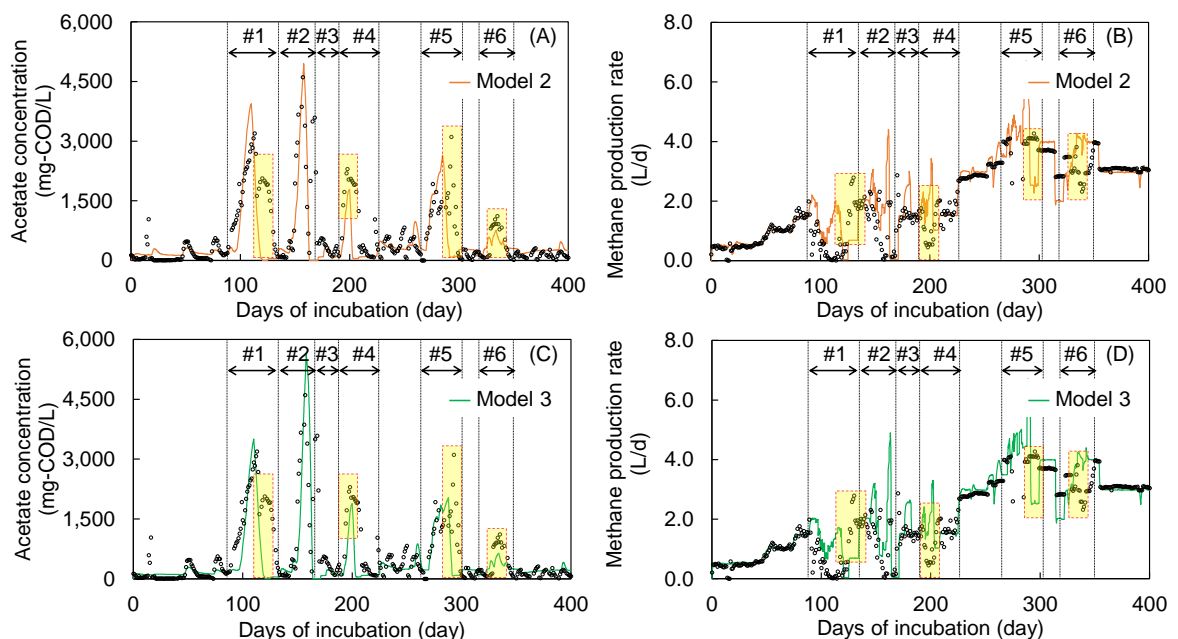 6,000
4,500
3,000
1,500
0
Acetate concentration
(mg-COD/L)
#1 #2 #3 #4 #5 #6 (A)
Model 2
0 100 200 300 400
Days of incubation (day)
8.0
6.0
4.0
2.0
0.0
Methane production rate
(L/d)
#1 #2 #3 #4 #5 #6 (B)
Model 2
0 100 200 300 400
Days of incubation (day)
6,000
4,500
3,000
1,500
0
Acetate concentration
(mg-COD/L)
#1 #2 #3 #4 #5 #6 (C)
Model 3
0 100 200 300 400
Days of incubation (day)
8.0
6.0
4.0
2.0
0.0
Methane production rate
(L/d)
#1 #2 #3 #4 #5 #6 (D)
Model 3
0 100 200 300 400
Days of incubation (day)